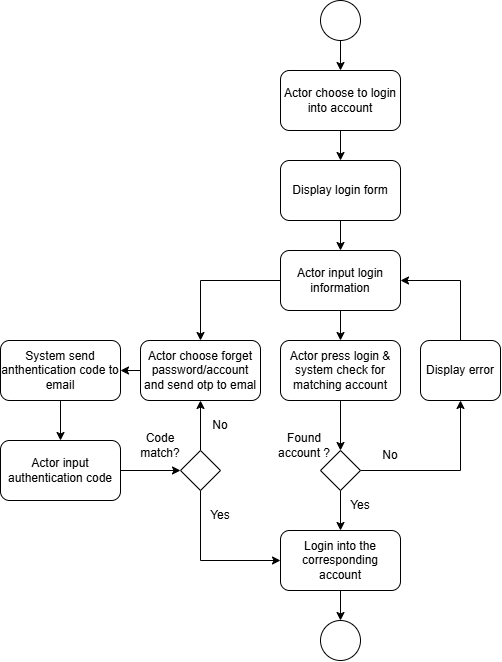 Actor choose to login
into account
Display login form
Actor input login
information
System send
anthentication code to
email
Actor choose forget
password/account
and send otp to emal
Actor press login &
system check for
matching account
Display error
Actor input
authentication code
Code
match?
No
Yes
Found
account ?
No
Yes
Login into the
corresponding
account